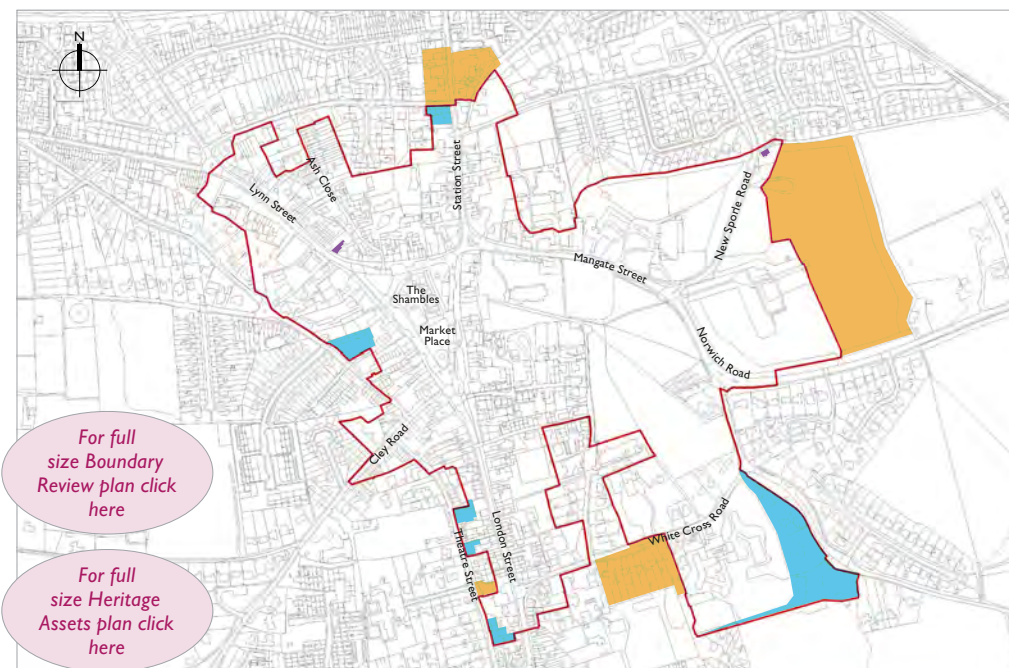 N
Station Street
Ash Close
Lynn Street
New Sporle Road
Mangate Street
The
Shambles
Market
Place
Norwich Road
Cley Road
For full
size Boundary
Review plan click
here
White Cross Road
London Street
Theatre Street
For full
size Heritage
Assets plan click
here